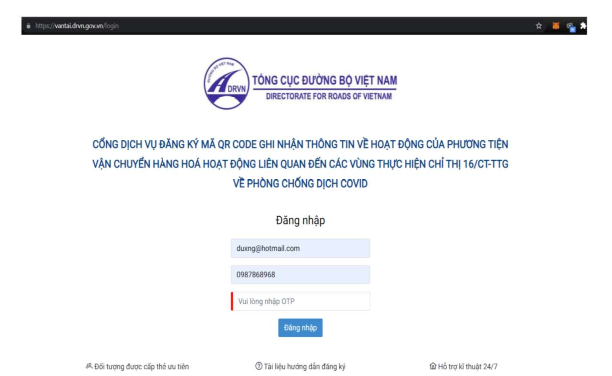 https://vantai.drvn.gov.vn/login
DRVN
TỔNG CỤC ĐƯỜNG BỘ VIỆT NAM
DIRECTORATE FOR ROADS OF VIETNAM
CỔNG DỊCH VỤ ĐĂNG KÝ MÃ QR CODE GHI NHẬN THÔNG TIN VỀ HOẠT ĐỘNG CỦA PHƯƠNG TIỆN
VẬN CHUYỂN HÀNG HOÁ HOẠT ĐỘNG LIÊN QUAN ĐẾN CÁC VÙNG THỰC HIỆN CHỈ THỊ 16/CT-TTG
VỀ PHÒNG CHỐNG DỊCH COVID
Đăng nhập
duxng@hotmail.com
0987868968
Vui lòng nhập OTP
Đăng nhập
Đối tượng được cấp thẻ ưu tiên
Tài liệu hướng dẫn đăng ký
Hỗ trợ kĩ thuật 24/7